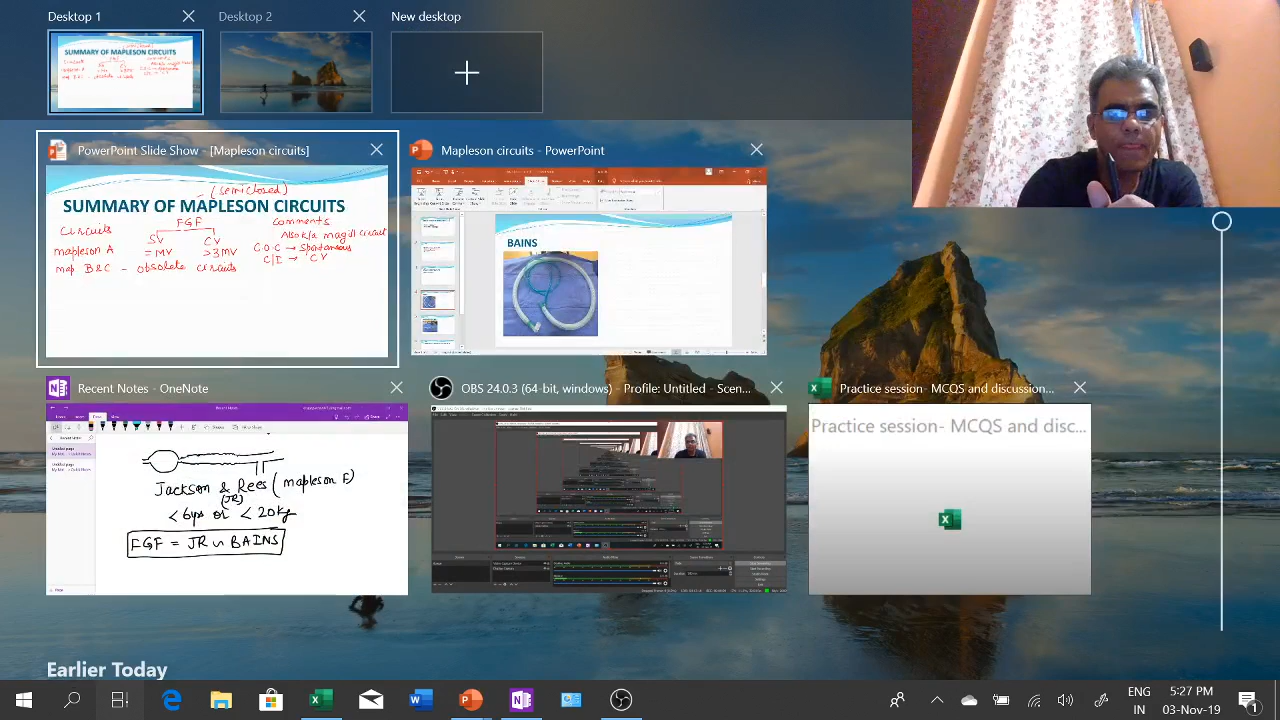 Desktop 1
Desktop 2
New desktop
PowerPoint Slide Show - [Mapleson circuits]
(semiclosed)
SUMMARY OF MAPLESON CIRCUITS
Circuits
FGF
Comments
SV
CV
Also k/a magill circuit
mapleson A
= MV
>3MV
C.O.C → Spontaneous
C/I → CV
map B&C - obsolete circuits
Mapleson circuits - PowerPoint
BAINS
Recent Notes - OneNote
Jackson & Rees (mapleson F)
(JR)
< 6yrs or < 20kg
FGF = JR ∩ BAINS
OBS 24.0.3 (64-bit, windows) - Profile: Untitled - Scen...
Practice session- MCQS and discussion...
Practice session- MCQS and disc...
Earlier Today
ENG
IN
5:27 PM
03-Nov-19
1